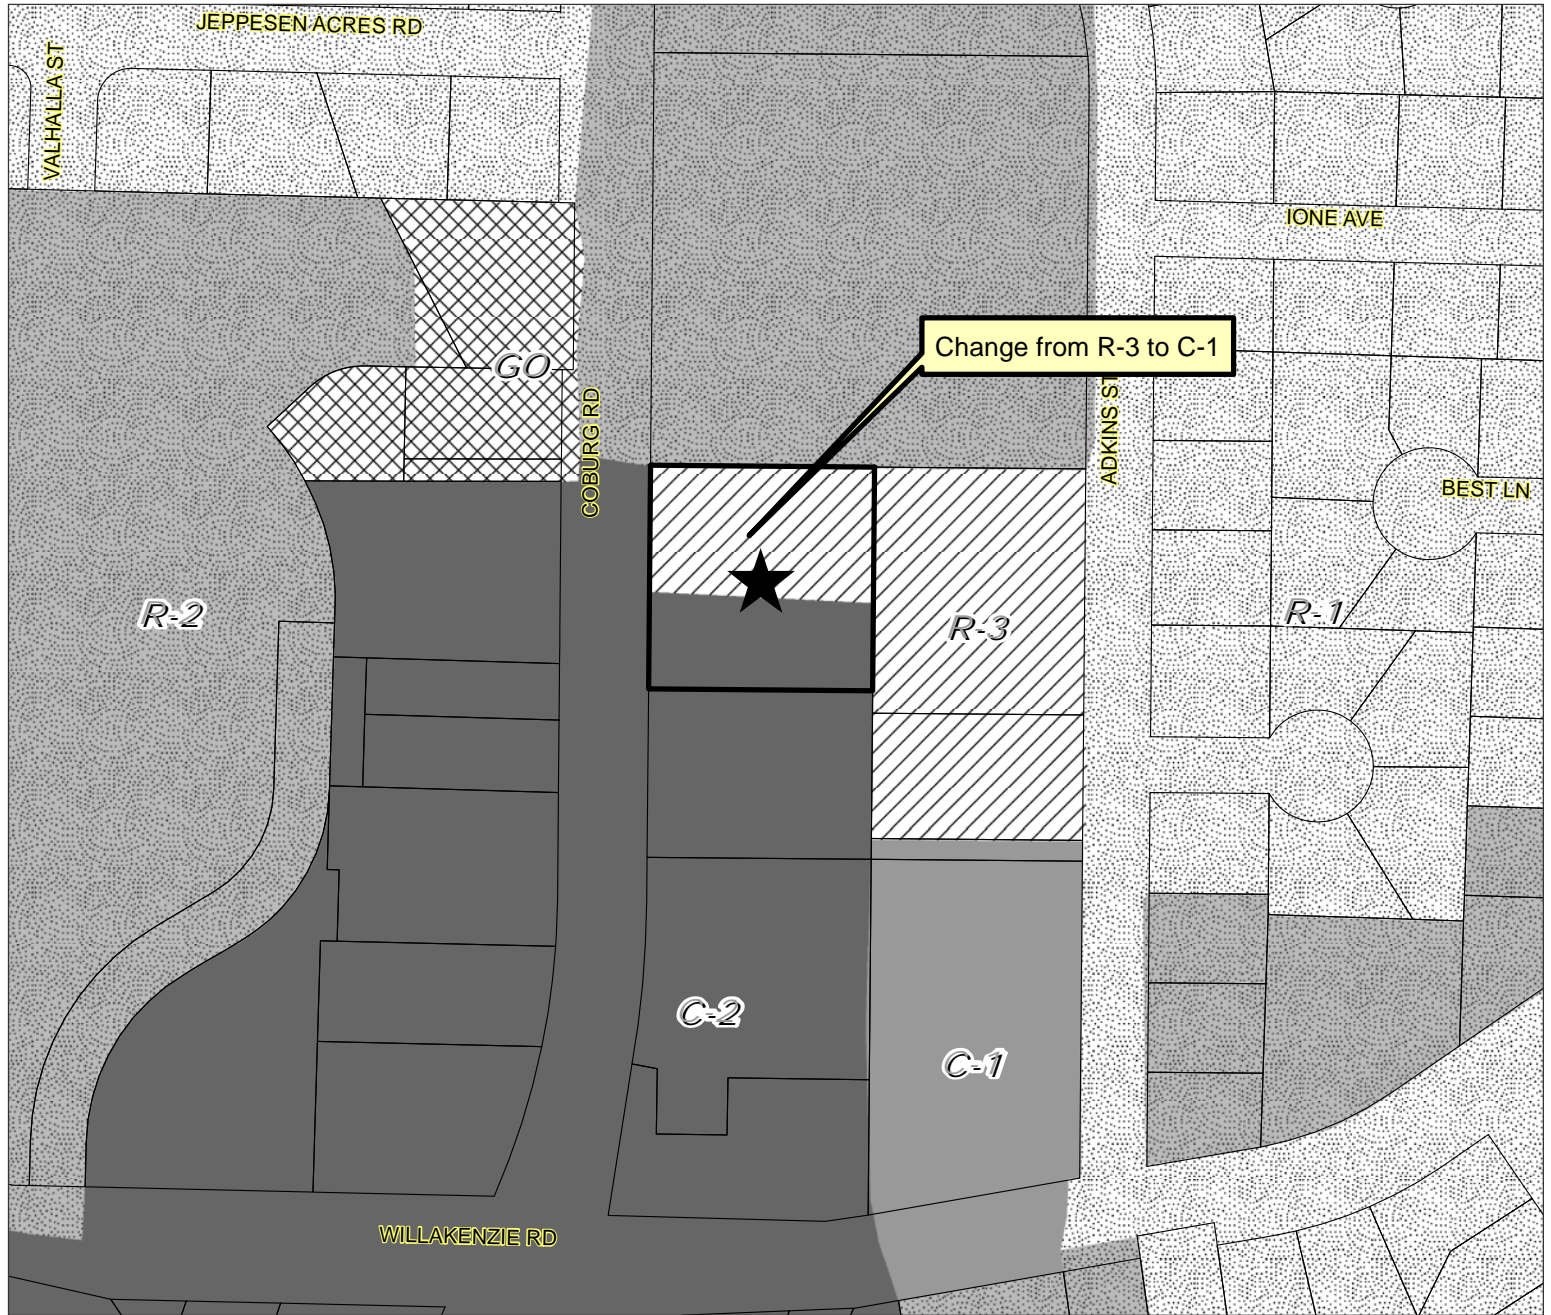 JEPPESEN ACRES RD
VALHALLA ST
IONE AVE
Change from R-3 to C-1
GO
COBURG RD
ADKINS ST
BEST LN
R-2
R-3
R-1
C-2
C-1
WILLAKENZIE RD